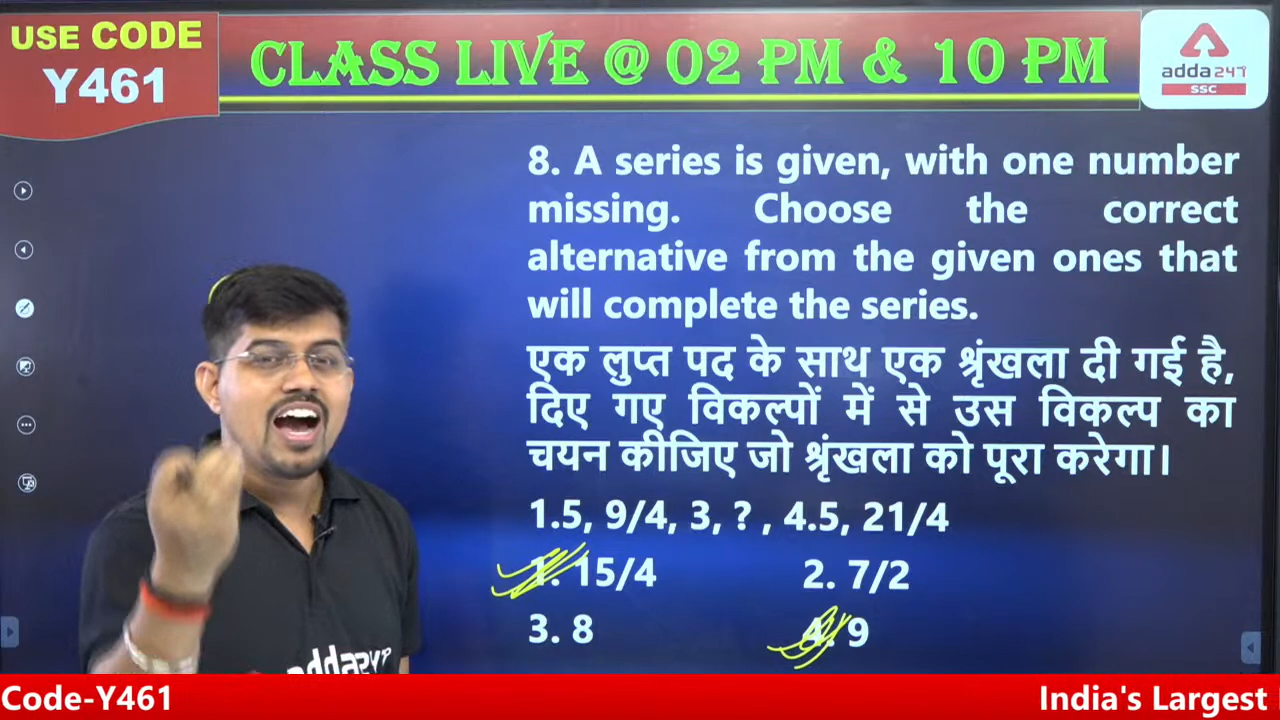 USE CODE
Y461
CLASS LIVE @ 02 PM & 10 PM
adda247
SSC
8. A series is given, with one number
missing. Choose the correct
alternative from the given ones that
will complete the series.
एक लुप्त पद के साथ एक श्रृंखला दी गई है,
दिए गए विकल्पों में से उस विकल्प का
चयन कीजिए जो श्रृंखला को पूरा करेगा।
1.5, 9/4, 3, ? , 4.5, 21/4
1. 15/4
2. 7/2
3. 8
4. 9
adda247
Code-Y461
India's Largest